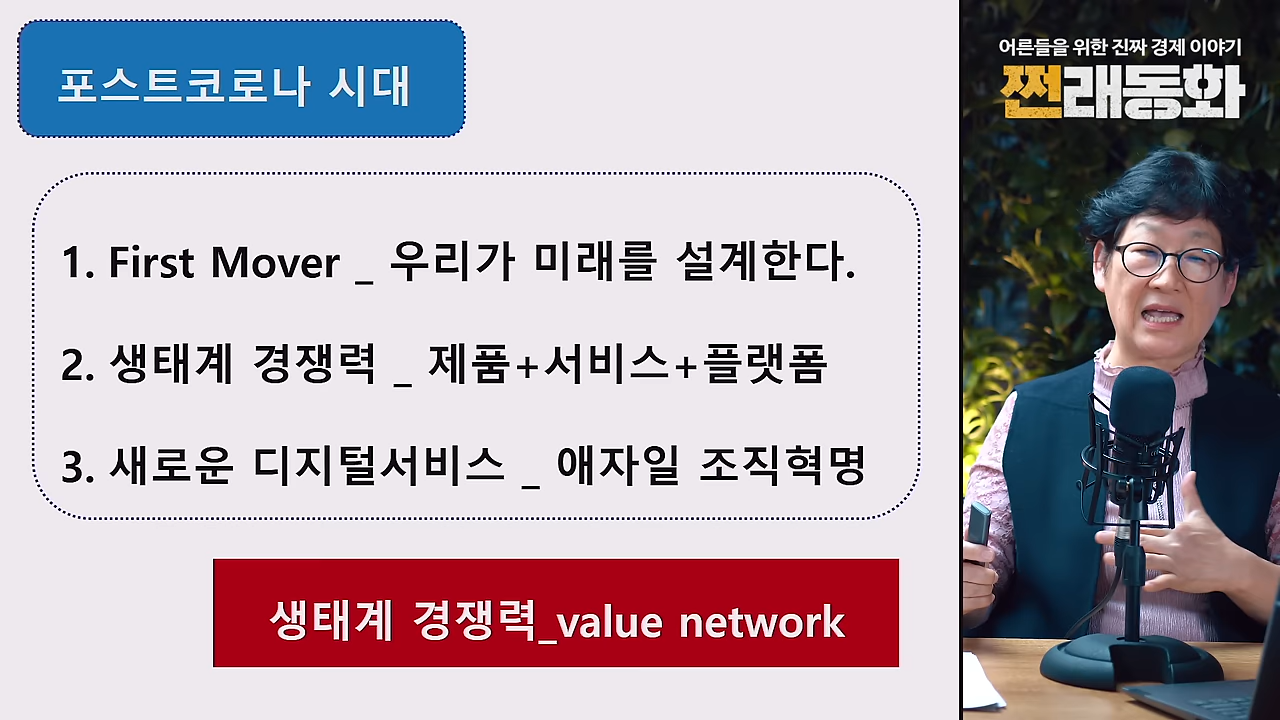 포스트코로나 시대
1. First Mover _ 우리가 미래를 설계한다.
2. 생태계 경쟁력 _ 제품+서비스+플랫폼
3. 새로운 디지털서비스 _ 애자일 조직혁명
생태계 경쟁력_value network
어른들을 위한 진짜 경제 이야기
쩐래동화